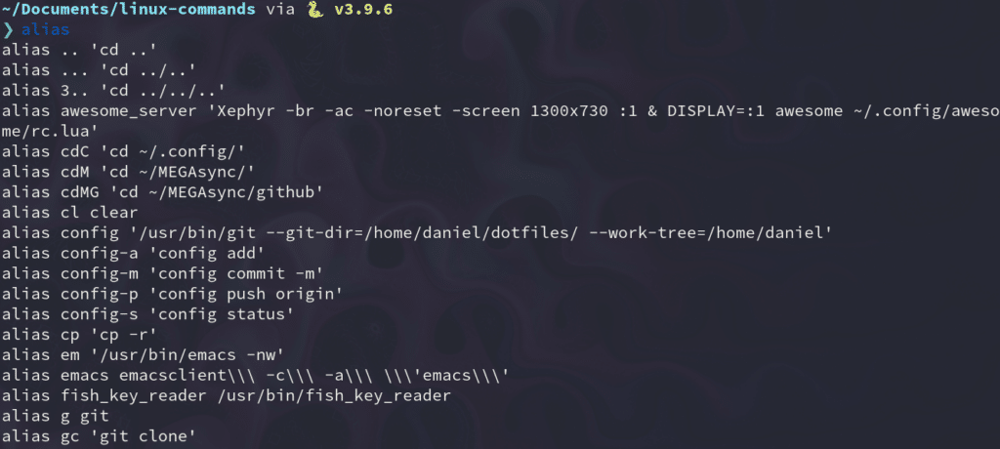 ~/Documents/linux-commands via 🐍 v3.9.6
❯ alias
alias .. 'cd ..'
alias ... 'cd ../..'
alias 3.. 'cd ../../..'
alias awesome_server 'Xephyr -br -ac -noreset -screen 1300x730 :1 & DISPLAY=:1 awesome ~/.config/aweso
me/rc.lua'
alias cdC 'cd ~/.config/'
alias cdM 'cd ~/MEGAsync/'
alias cdMG 'cd ~/MEGAsync/github'
alias cl clear
alias config '/usr/bin/git --git-dir=/home/daniel/dotfiles/ --work-tree=/home/daniel'
alias config-a 'config add'
alias config-m 'config commit -m'
alias config-p 'config push origin'
alias config-s 'config status'
alias cp 'cp -r'
alias em '/usr/bin/emacs -nw'
alias emacs emacsclient\\\ -c\\\ -a\\\ \\\'emacs\\\'
alias fish_key_reader /usr/bin/fish_key_reader
alias g git
alias gc 'git clone'